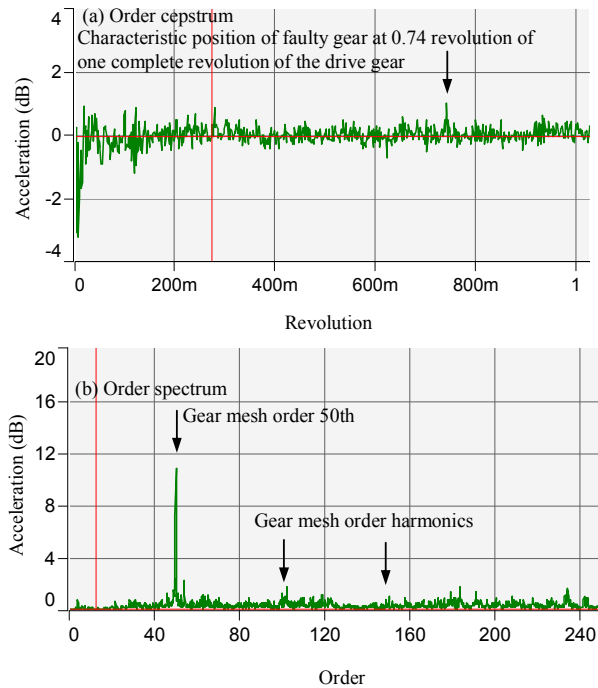 (a) Order cepstrum
Characteristic position of faulty gear at 0.74 revolution of
one complete revolution of the drive gear
Acceleration (dB)
4
2
0
-2
-4
0 200m 400m 600m 800m 1
Revolution
(b) Order spectrum
Gear mesh order 50th
Gear mesh order harmonics
Acceleration (dB)
20
16
12
8
4
0
0 40 80 120 160 200 240
Order